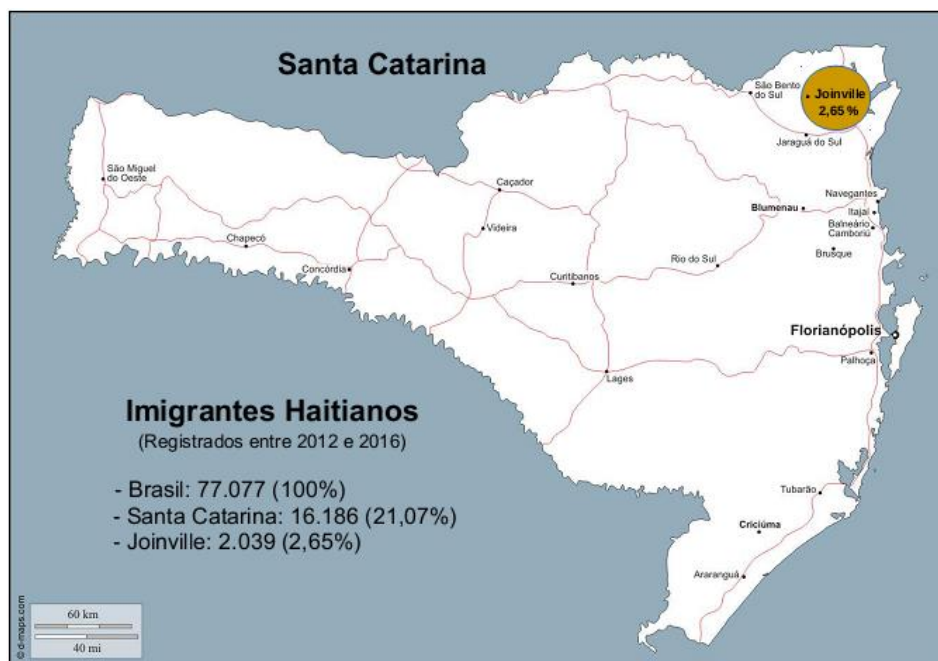 Santa Catarina
São Bento
do Sul
Joinville
2,65 %
Jaraguá do Sul
São Miguel
do Oeste
Caçador
Navegantes
Blumenau
Itajaí
Balneário
Camboriú
Videira
Chapecó
Brusque
Concórdia
Rio do Sul
Curitibanos
Florianópolis
Palhoça
Lages
Imigrantes Haitianos
(Registrados entre 2012 e 2016)
- Brasil: 77.077 (100%)
- Santa Catarina: 16.186 (21,07%)
- Joinville: 2.039 (2,65%)
Tubarão
Criciúma
Araranguá
60 km
40 mi
© d-maps.com